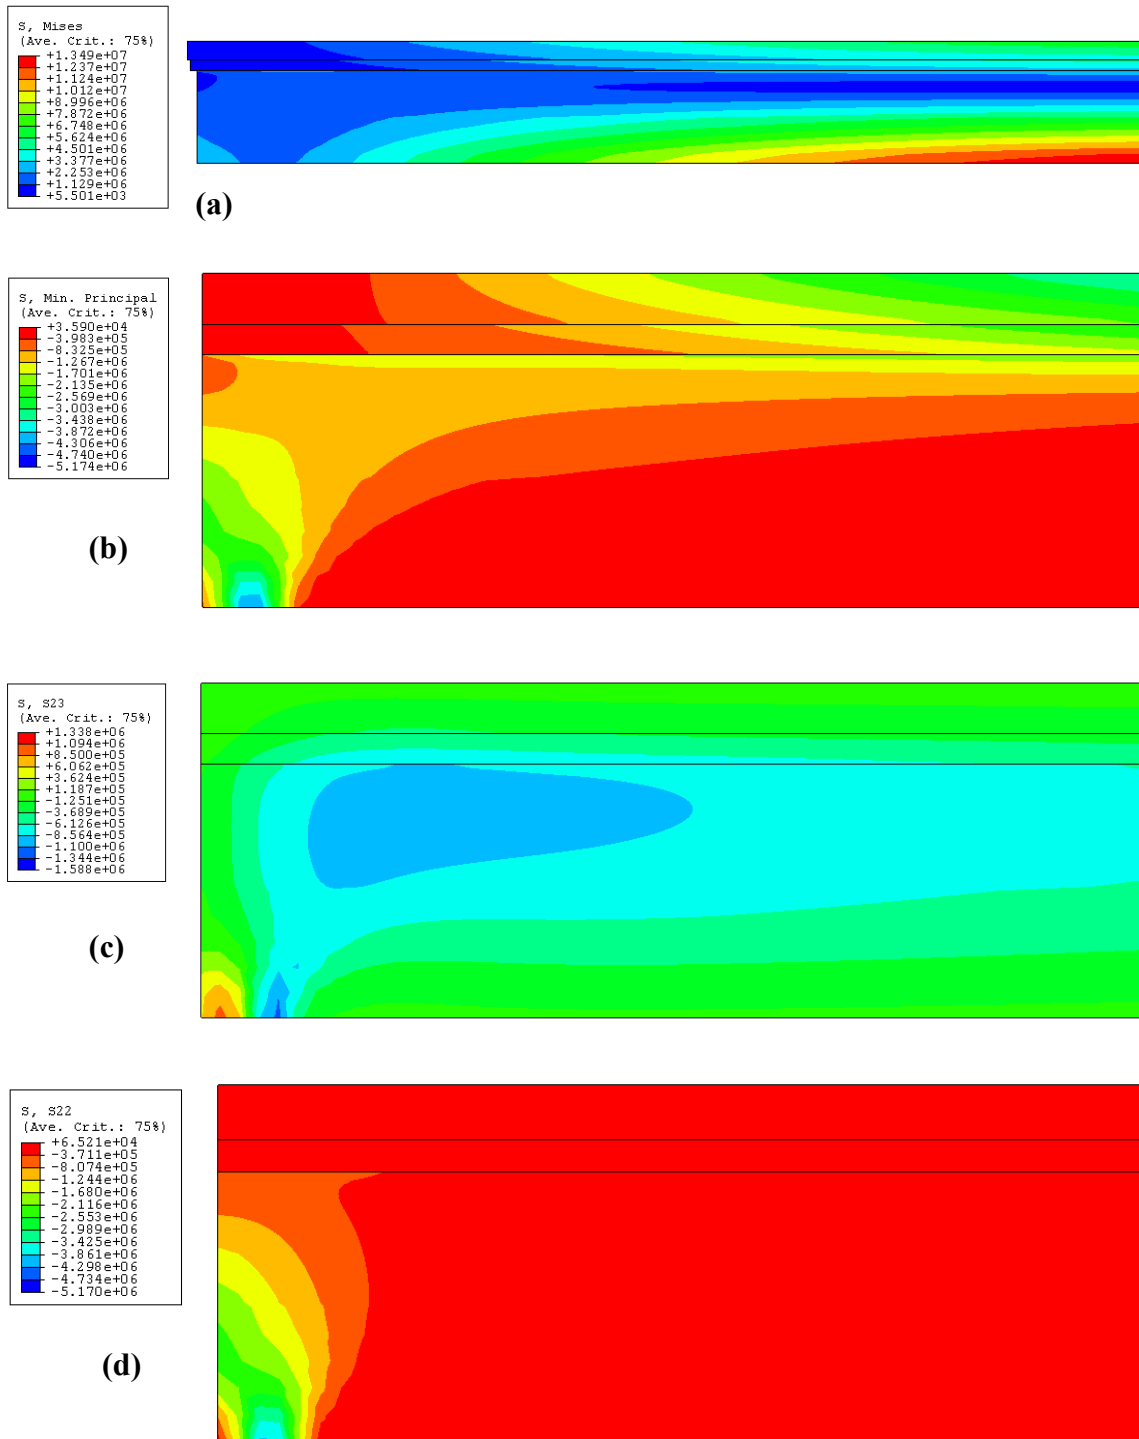 S, Mises
(Ave. Crit.: 75%)
+1.349e+07
+1.237e+07
+1.124e+07
+1.012e+07
+8.996e+06
+7.872e+06
+6.748e+06
+5.624e+06
+4.501e+06
+3.377e+06
+2.253e+06
+1.129e+06
+5.501e+03
(a)
S, Min. Principal
(Ave. Crit.: 75%)
+3.590e+04
-3.983e+05
-8.325e+05
-1.267e+06
-1.701e+06
-2.135e+06
-2.569e+06
-3.003e+06
-3.438e+06
-3.872e+06
-4.306e+06
-4.740e+06
-5.174e+06
(b)
S, S23
(Ave. Crit.: 75%)
+1.338e+06
+1.094e+06
+8.500e+05
+6.062e+05
+3.624e+05
+1.187e+05
-1.251e+05
-3.689e+05
-6.126e+05
-8.564e+05
-1.100e+06
-1.344e+06
-1.588e+06
(c)
S, S22
(Ave. Crit.: 75%)
+6.521e+04
-3.711e+05
-8.074e+05
-1.244e+06
-1.680e+06
-2.116e+06
-2.553e+06
-2.989e+06
-3.425e+06
-3.861e+06
-4.298e+06
-4.734e+06
-5.170e+06
(d)